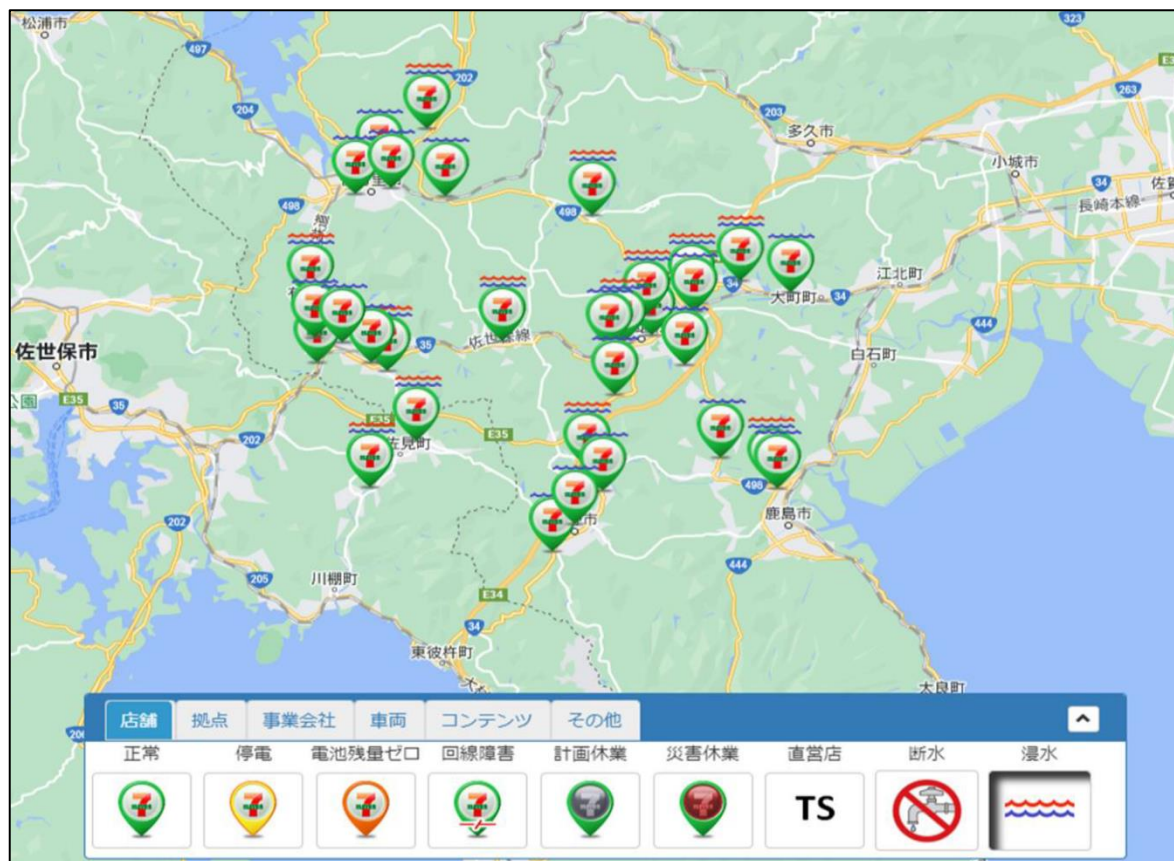 松浦市
497
202
204
323
E3
263
203
多久市
小城市
34
佐賀
長崎本線
498
498
江北町
34
大町町
34
444
佐世保線
35
白石町
佐世保市
公園
E35
35
202
E35
佐見町
E35
498
鹿島市
市
202
205
川棚町
444
E34
34
東彼杵町
太良町
206
店舗
拠点
事業会社
車両
コンテンツ
その他
正常
停電
電池残量ゼロ
回線障害
計画休業
災害休業
直営店
断水
浸水
TS